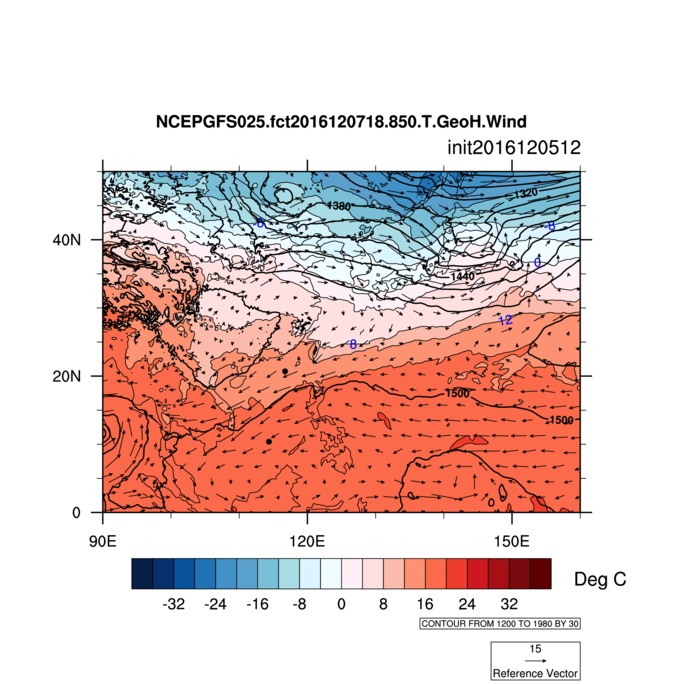 NCEPGFS025.fct2016120718.850.T.GeoH.Wind
init2016120512
1320
1380
-8
40N
0
1440
12
8
20N
1500
1500
0
90E 120E 150E
-32 -24 -16 -8 0 8 16 24 32
Deg C
CONTOUR FROM 1200 TO 1980 BY 30
15
Reference Vector